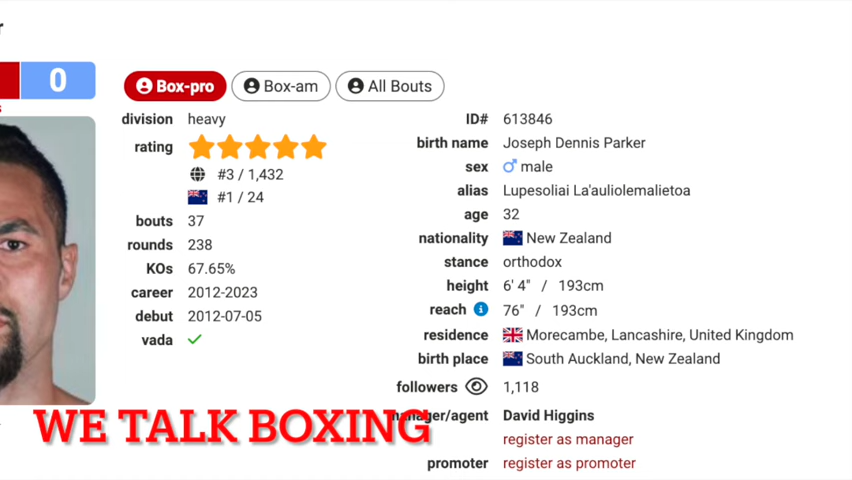 r
0
s
Box-pro Box-am All Bouts
division heavy
rating
#3 / 1,432
#1 / 24
bouts 37
rounds 238
KOs 67.65%
career 2012-2023
debut 2012-07-05
vada
ID# 613846
birth name Joseph Dennis Parker
sex male
alias Lupesoliai La'auliolemalietoa
age 32
nationality New Zealand
stance orthodox
height 6' 4" / 193cm
reach 76" / 193cm
residence Morecambe, Lancashire, United Kingdom
birth place South Auckland, New Zealand
followers 1,118
manager/agent David Higgins
register as manager
promoter register as promoter
WE TALK BOXING